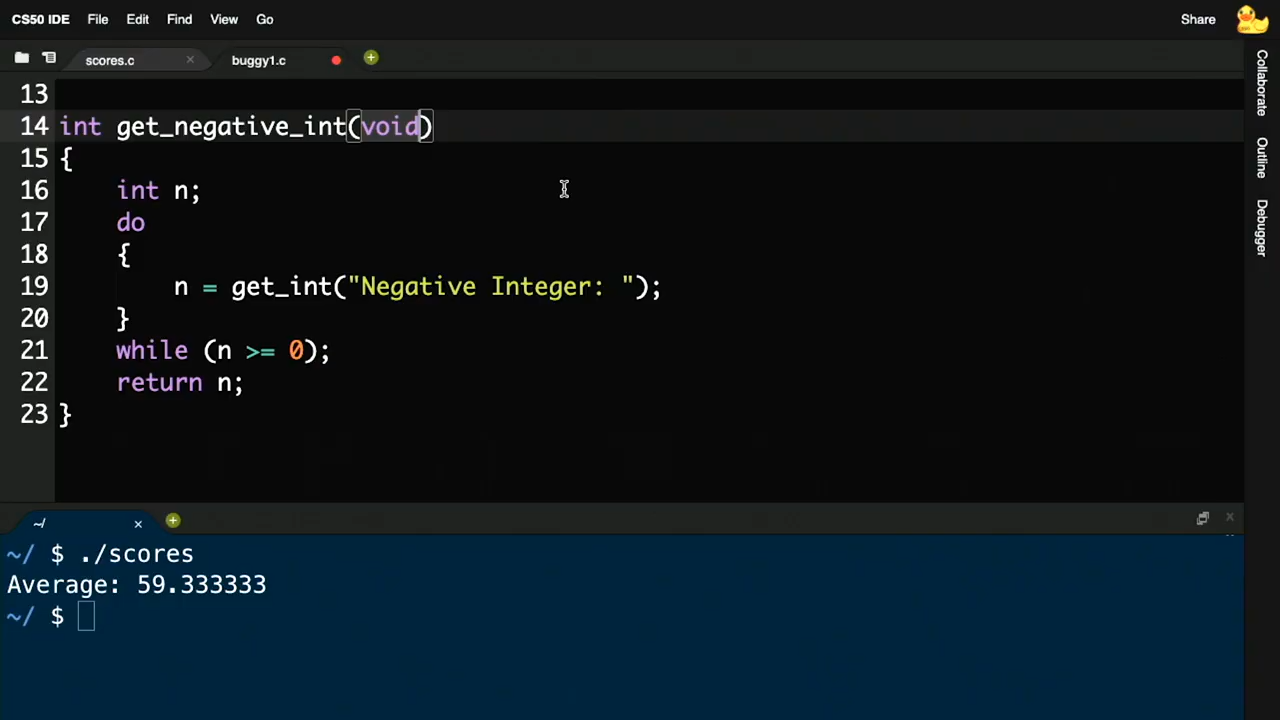 CS50 IDE File Edit Find View Go Share
scores.c buggy1.c
13
14 int get_negative_int(void)
15 {
16     int n;
17     do
18     {
19         n = get_int("Negative Integer: ");
20     }
21     while (n >= 0);
22     return n;
23 }
Collaborate
Outline
Debugger
~/
~/ $ ./scores
Average: 59.333333
~/ $